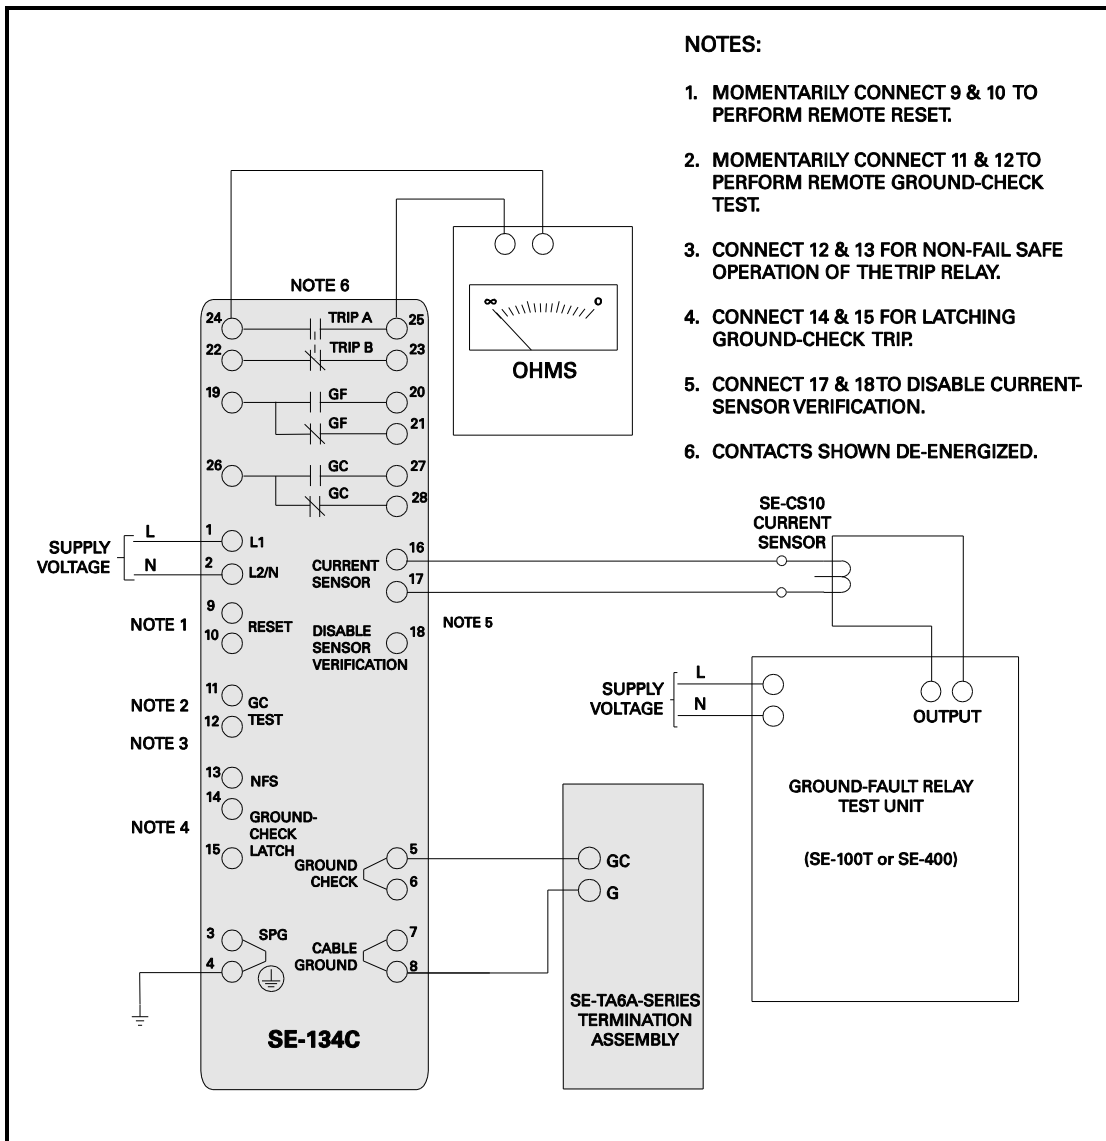 NOTES:
1. MOMENTARILY CONNECT 9 & 10 TO
PERFORM REMOTE RESET.
2. MOMENTARILY CONNECT 11 & 12 TO
PERFORM REMOTE GROUND-CHECK
TEST.
3. CONNECT 12 & 13 FOR NON-FAIL SAFE
OPERATION OF THE TRIP RELAY.
4. CONNECT 14 & 15 FOR LATCHING
GROUND-CHECK TRIP.
5. CONNECT 17 & 18 TO DISABLE CURRENT-
SENSOR VERIFICATION.
6. CONTACTS SHOWN DE-ENERGIZED.
∞ 0
OHMS
NOTE 6
24 TRIP A 25
22 TRIP B 23
19 GF 20
GF 21
26 GC 27
GC 28
SUPPLY
VOLTAGE
L
N
1 L1
2 L2/N
CURRENT
SENSOR
16
17
SE-CS10
CURRENT
SENSOR
NOTE 1
9
10
RESET
DISABLE
SENSOR
VERIFICATION
18
NOTE 5
NOTE 2
11
12
GC
TEST
NOTE 3
13 NFS
NOTE 4
14
15
GROUND-
CHECK
LATCH
GROUND
CHECK
5
6
3
4
SPG
CABLE
GROUND
7
8
SE-134C
GC
G
SE-TA6A-SERIES
TERMINATION
ASSEMBLY
SUPPLY
VOLTAGE
L
N
OUTPUT
GROUND-FAULT RELAY
TEST UNIT
(SE-100T or SE-400)